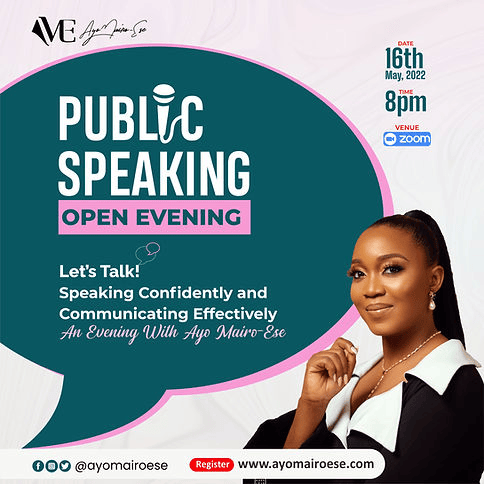 AME Ayo Mairo-Ese
DATE
16th
May, 2022
TIME
8pm
VENUE
zoom
PUBLIC
SPEAKING
OPEN EVENING
Let's Talk!
Speaking Confidently and
Communicating Effectively
An Evening With Ayo Mairo-Ese
@ayomairoese
Register www.ayomairoese.com